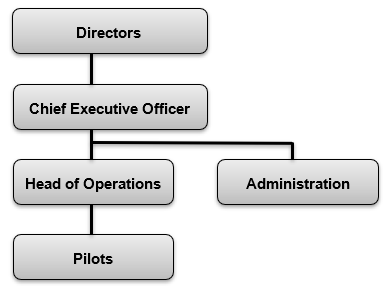 Directors
Chief Executive Officer
Head of Operations
Administration
Pilots